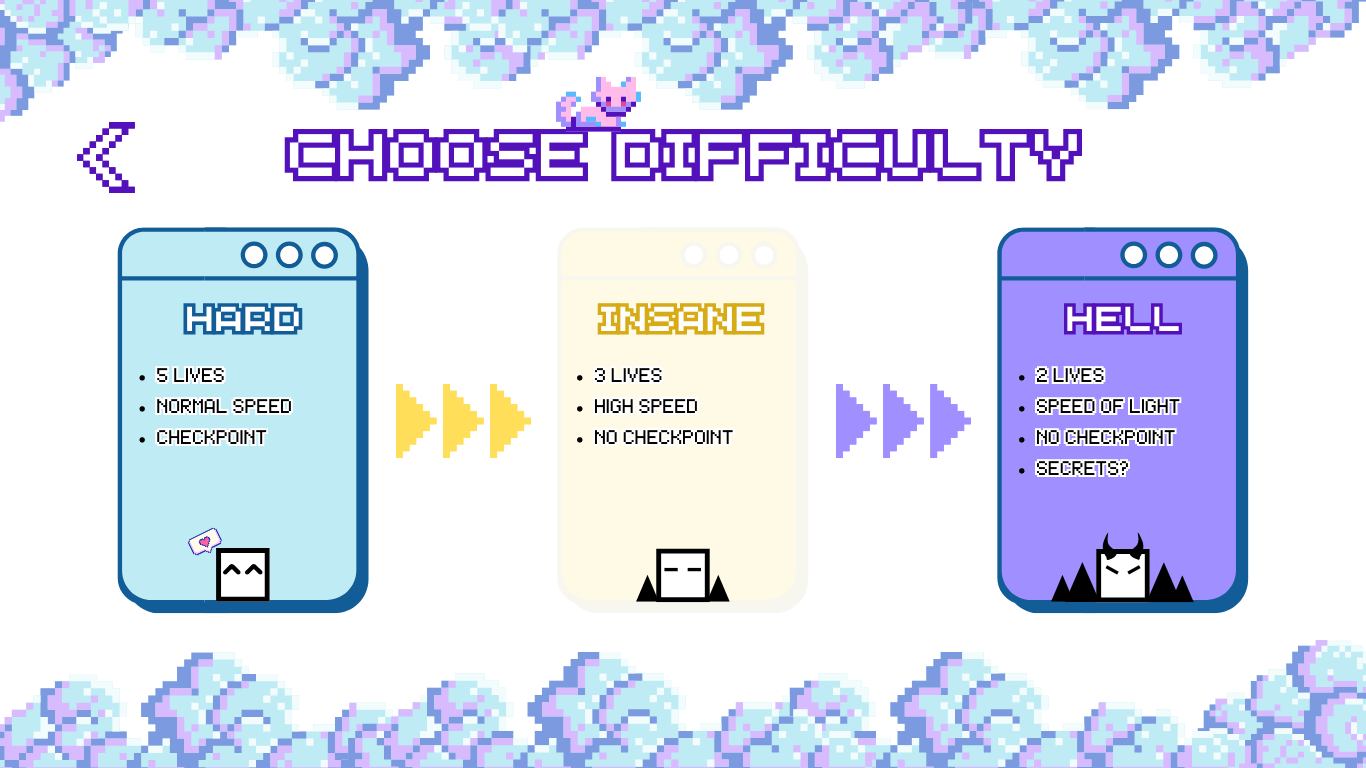 CHOOSE DIFFICULTY
HARD
• 5 LIVES
• NORMAL SPEED
• CHECKPOINT
INSANE
• 3 LIVES
• HIGH SPEED
• NO CHECKPOINT
HELL
• 2 LIVES
• SPEED OF LIGHT
• NO CHECKPOINT
• SECRETS?